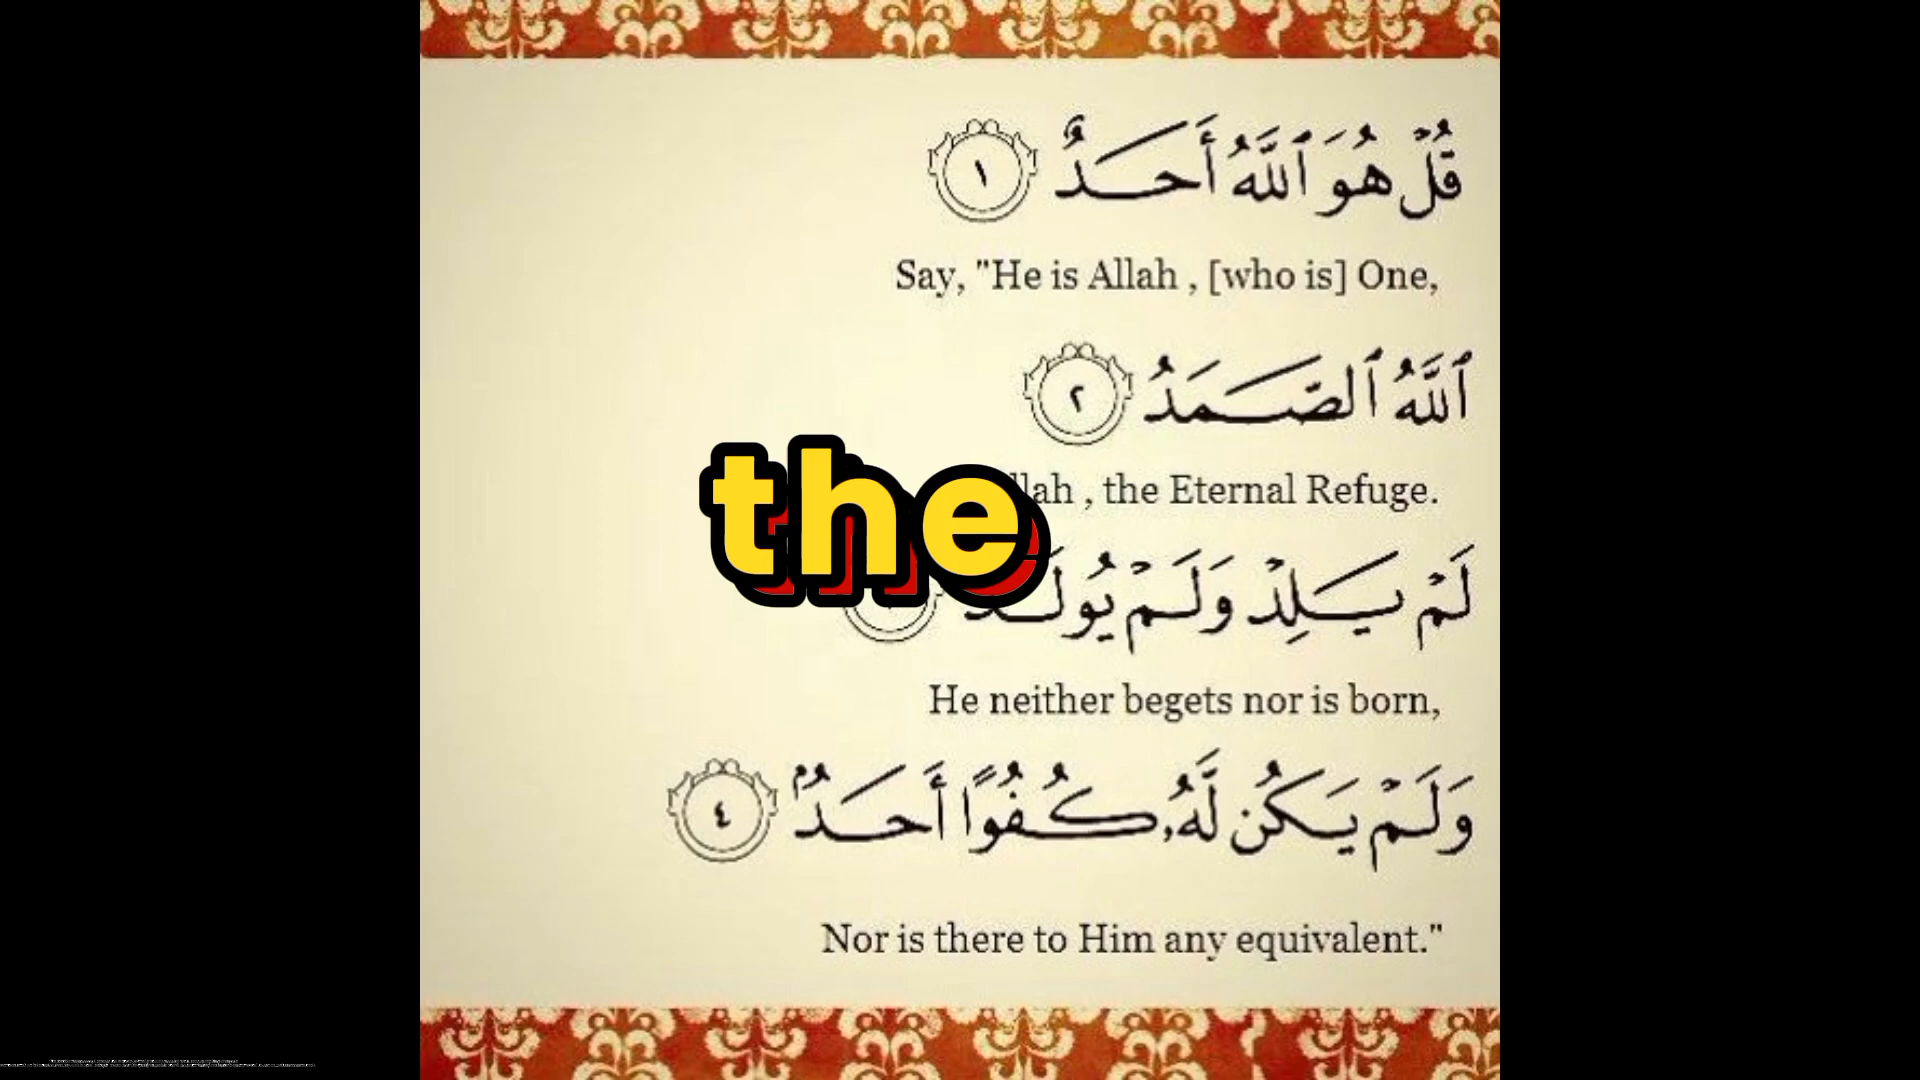 قُلْ هُوَ ٱللَّهُ أَحَدٌ ١
Say, "He is Allah , [who is] One,
ٱللَّهُ ٱلصَّمَدُ ٢
the
, the Eternal Refuge.
لَمْ يَلِدْ وَلَمْ يُولَدْ
He neither begets nor is born,
وَلَمْ يَكُن لَّهُۥ كُفُوًا أَحَدٌۢ ٤
Nor is there to Him any equivalent."